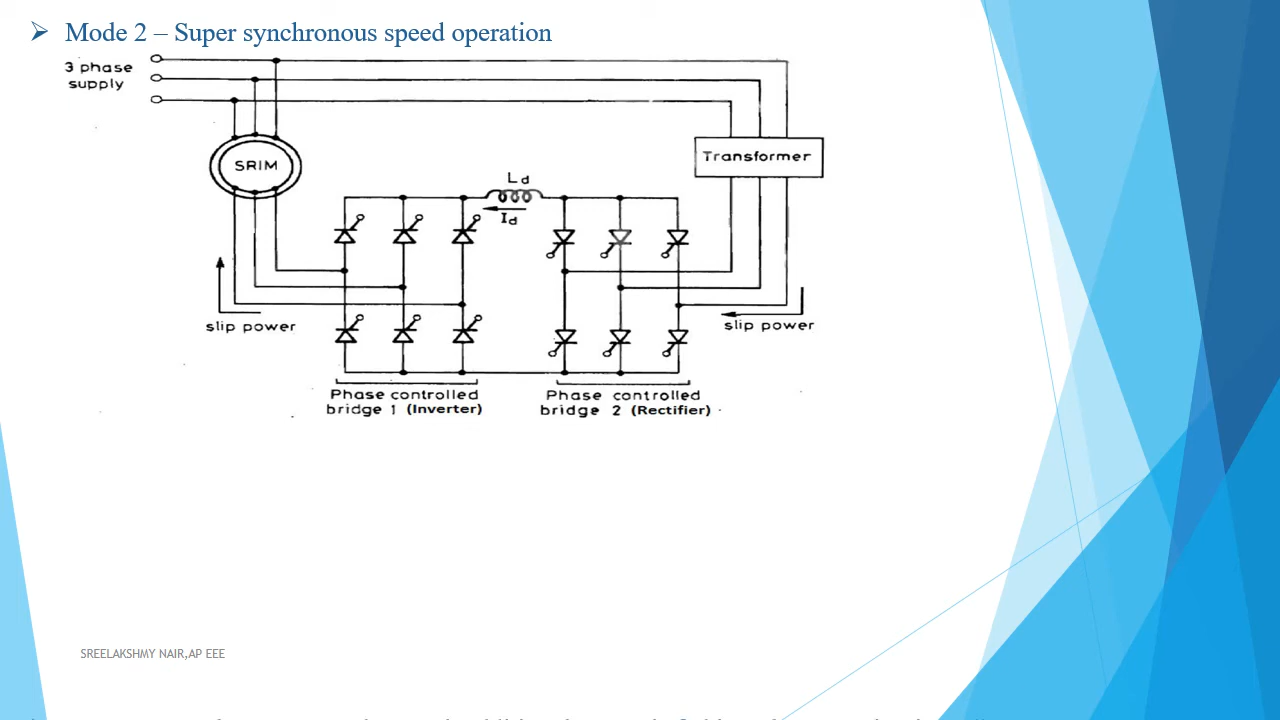 Mode 2 – Super synchronous speed operation
3 phase
supply
SRIM
Transformer
Ld
Id
slip power
slip power
Phase controlled
bridge 1 (Inverter)
Phase controlled
bridge 2 (Rectifier)
SREELAKSHMY NAIR,AP EEE